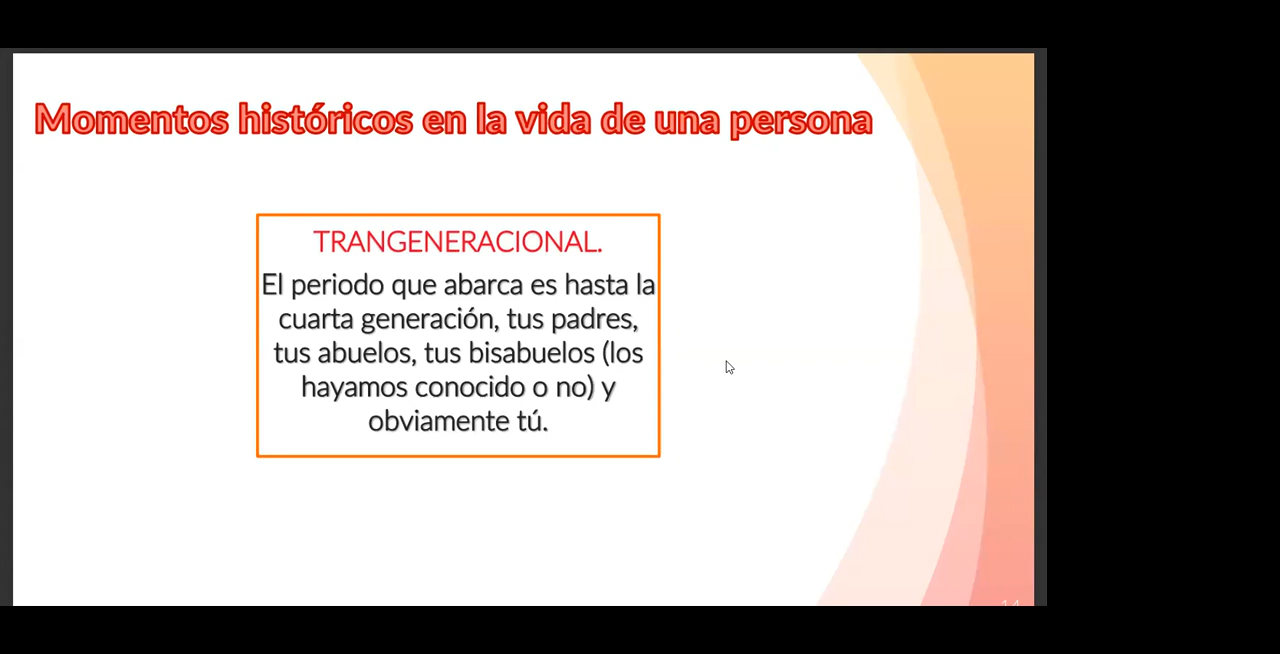 Momentos históricos en la vida de una persona
TRANGENERACIONAL.
El periodo que abarca es hasta la
cuarta generación, tus padres,
tus abuelos, tus bisabuelos (los
hayamos conocido o no) y
obviamente tú.